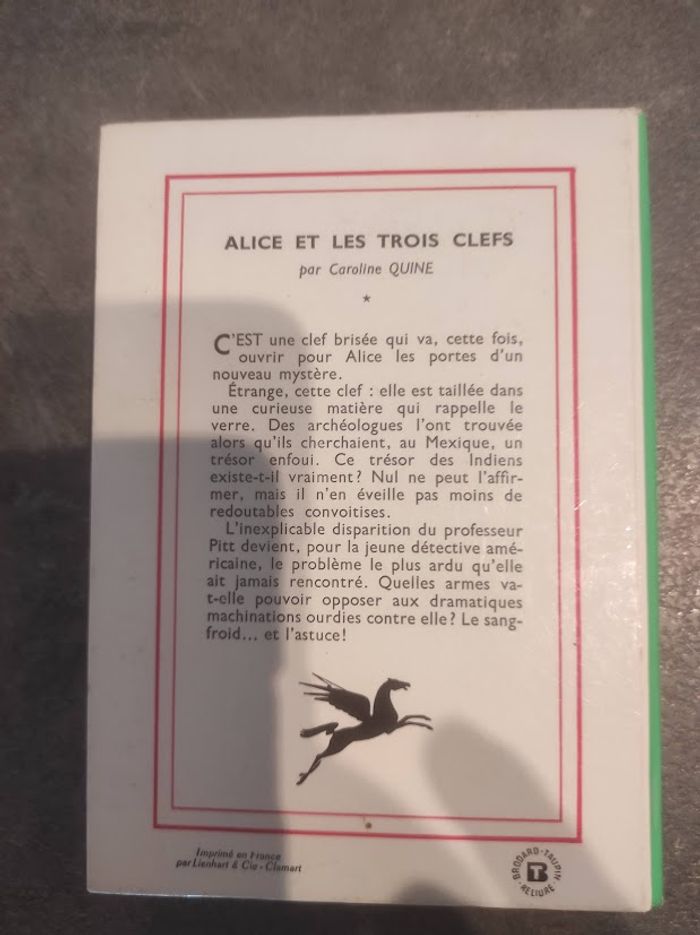 ALICE ET LES TROIS CLEFS
par Caroline QUINE
*
C'EST une clef brisée qui va, cette fois,
ouvrir pour Alice les portes d'un
nouveau mystère.
Étrange, cette clef : elle est taillée dans
une curieuse matière qui rappelle le
verre. Des archéologues l'ont trouvée
alors qu'ils cherchaient, au Mexique, un
trésor enfoui. Ce trésor des Indiens
existe-t-il vraiment? Nul ne peut l'affir-
mer, mais il n'en éveille pas moins de
redoutables convoitises.
L'inexplicable disparition du professeur
Pitt devient, pour la jeune détective amé-
ricaine, le problème le plus ardu qu'elle
ait jamais rencontré. Quelles armes va-
t-elle pouvoir opposer aux dramatiques
machinations ourdies contre elle? Le sang-
froid... et l'astuce!
Imprimé en France
par Lienhart & Cie - Clamart
BRODARD-TAUPIN
TB
RELIURE